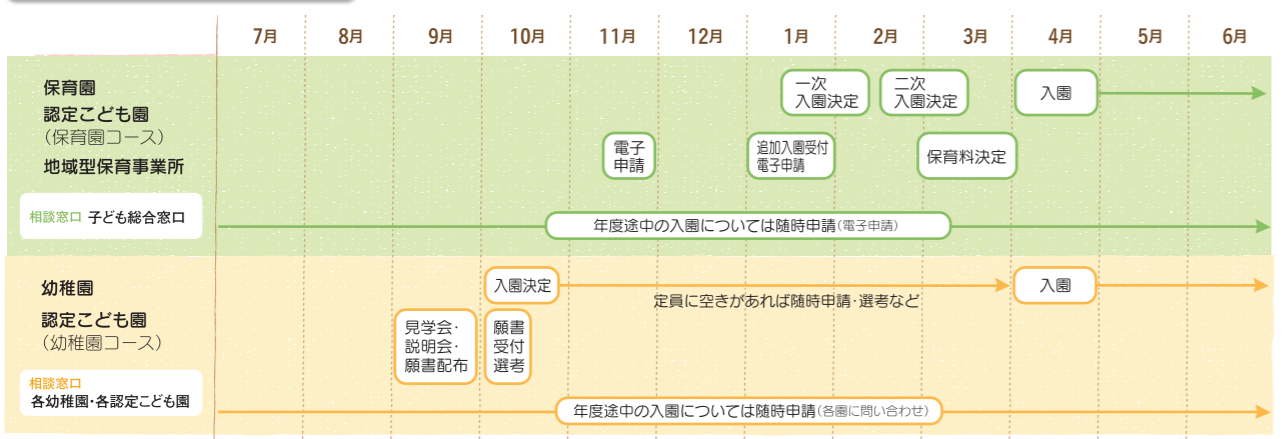 7月 8月 9月 10月 11月 12月 1月 2月 3月 4月 5月 6月
保育園
認定こども園
(保育園コース)
地域型保育事業所
相談窓口 子ども総合窓口
一次
入園決定
二次
入園決定
入園
電子
申請
追加入園受付
電子申請
保育料決定
年度途中の入園については随時申請(電子申請)
幼稚園
認定こども園
(幼稚園コース)
相談窓口
各幼稚園・各認定こども園
入園決定
定員に空きがあれば随時申請・選考など
入園
見学会・
説明会・
願書配布
願書
受付
選考
年度途中の入園については随時申請(各園に問い合わせ)